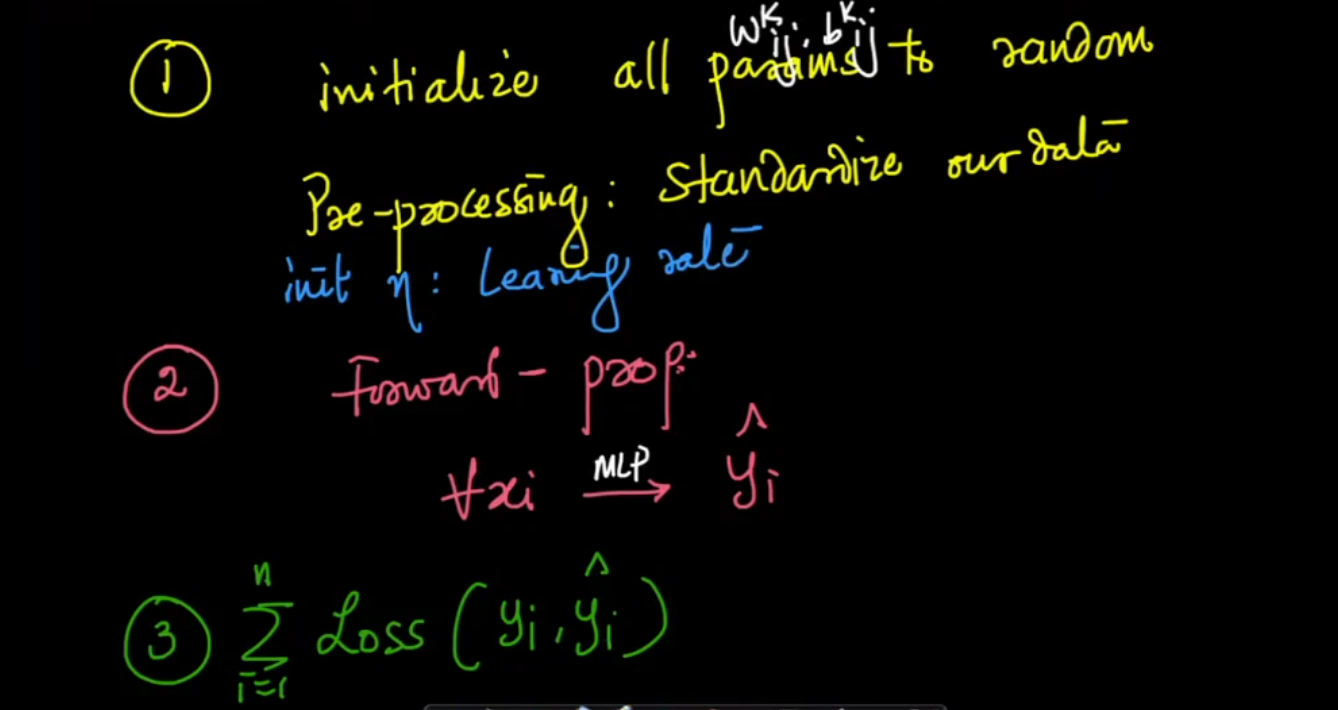 w^k_ij, b^k_ij
① initialize all params to random
Pre-processing: Standardize our data
init η: Learning rate
② Forward - prop:
∀xi MLP→ ŷi
③ n∑i=1 Loss (yi, ŷi)